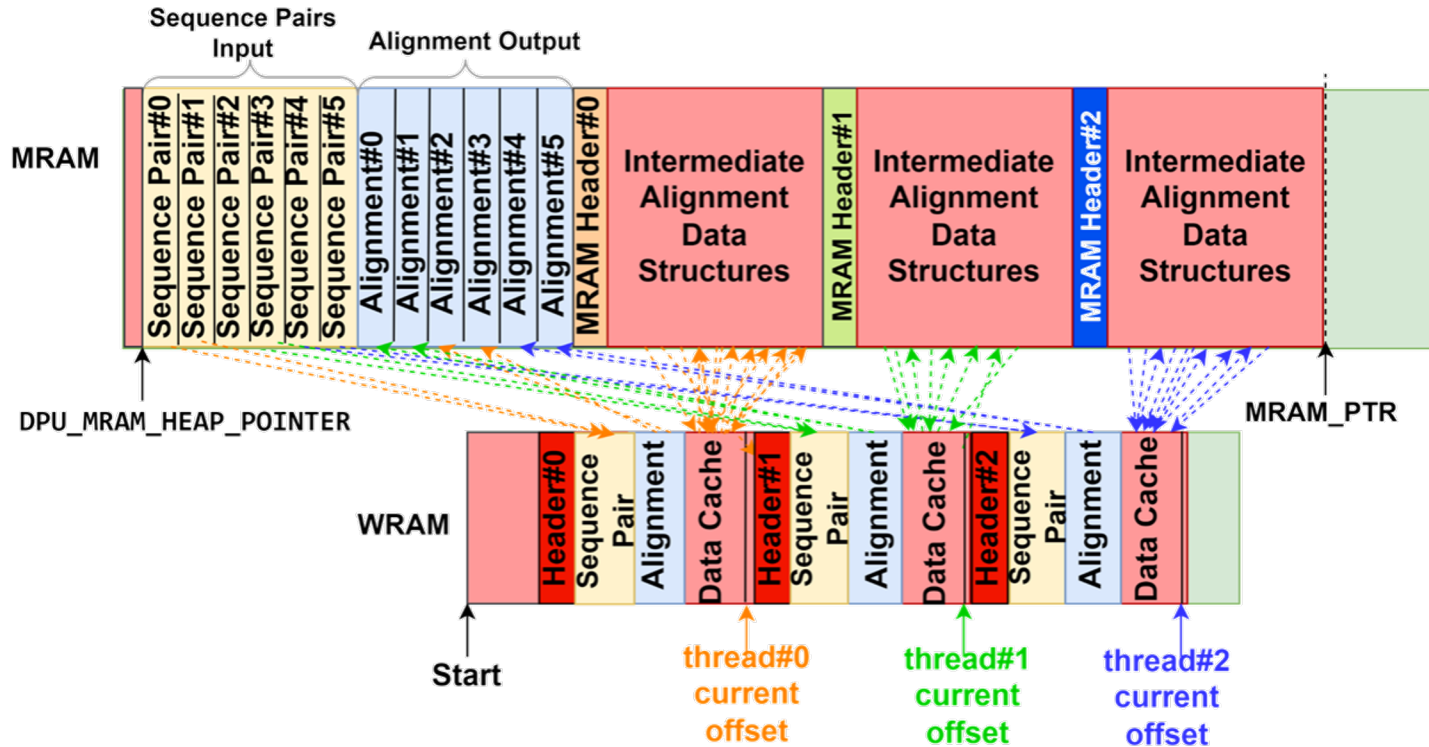 Sequence Pairs
Input
Alignment Output
MRAM
Sequence Pair#0
Sequence Pair#1
Sequence Pair#2
Sequence Pair#3
Sequence Pair#4
Sequence Pair#5
Alignment#0
Alignment#1
Alignment#2
Alignment#3
Alignment#4
Alignment#5
MRAM Header#0
Intermediate
Alignment
Data
Structures
MRAM Header#1
Intermediate
Alignment
Data
Structures
MRAM Header#2
Intermediate
Alignment
Data
Structures
DPU_MRAM_HEAP_POINTER
MRAM_PTR
WRAM
Header#0
Sequence
Pair
Alignment
Data Cache
Header#1
Sequence
Pair
Alignment
Data Cache
Header#2
Sequence
Pair
Alignment
Data Cache
Start
thread#0
current
offset
thread#1
current
offset
thread#2
current
offset